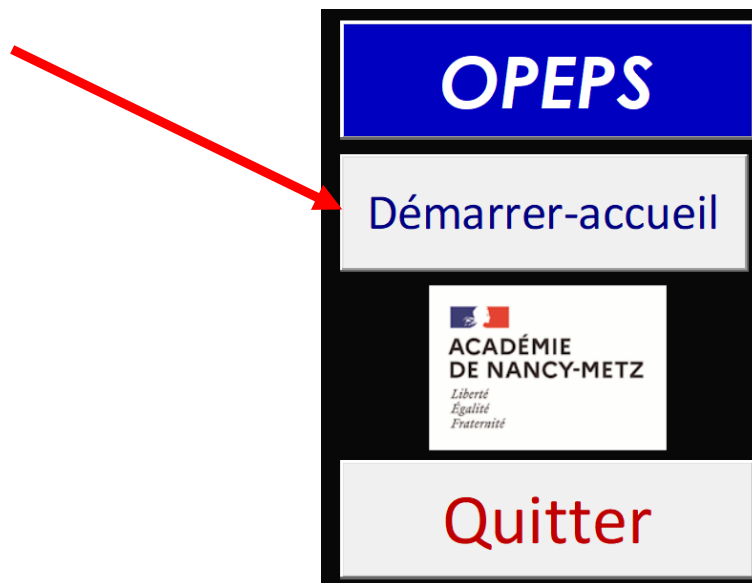 OPEPS
Démarrer-accueil
ACADÉMIE
DE NANCY-METZ
Liberté
Égalité
Fraternité
Quitter